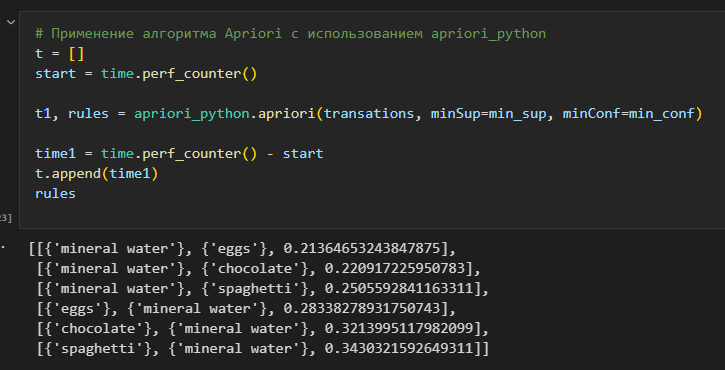 # Применение алгоритма Apriori с использованием apriori_python
t = []
start = time.perf_counter()
t1, rules = apriori_python.apriori(transations, minSup=min_sup, minConf=min_conf)
time1 = time.perf_counter() - start
t.append(time1)
rules
23]
[[{'mineral water'}, {'eggs'}, 0.21364653243847875],
[{'mineral water'}, {'chocolate'}, 0.220917225950783],
[{'mineral water'}, {'spaghetti'}, 0.2505592841163311],
[{'eggs'}, {'mineral water'}, 0.28338278931750743],
[{'chocolate'}, {'mineral water'}, 0.3213995117982099],
[{'spaghetti'}, {'mineral water'}, 0.3430321592649311]]